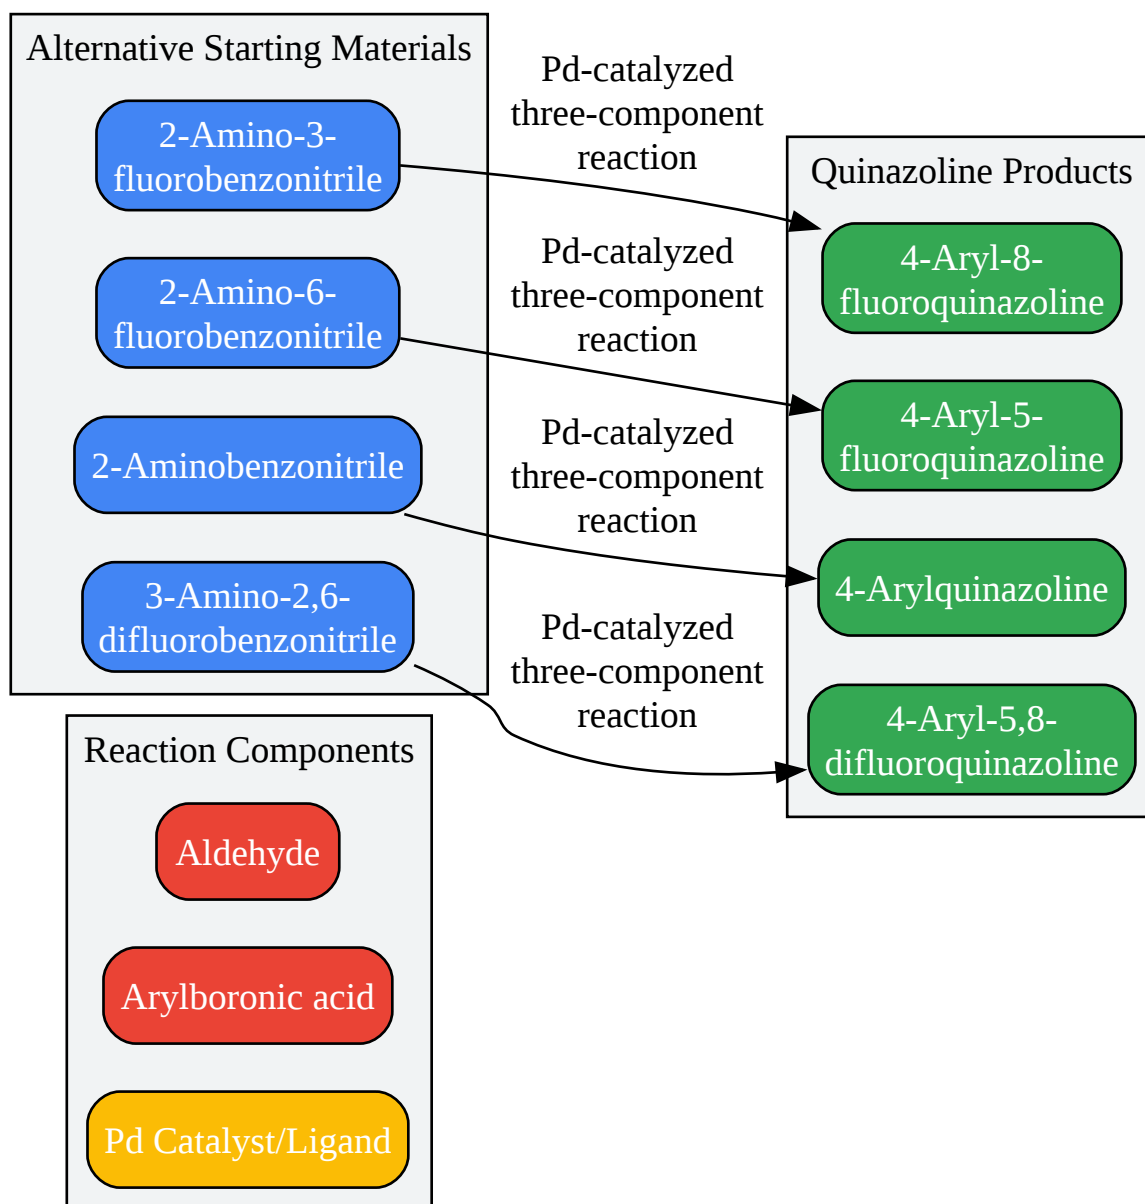 Alternative Starting Materials
2-Amino-3-
fluorobenzonitrile
2-Amino-6-
fluorobenzonitrile
2-Aminobenzonitrile
3-Amino-2,6-
difluorobenzonitrile
Pd-catalyzed
three-component
reaction
Pd-catalyzed
three-component
reaction
Pd-catalyzed
three-component
reaction
Pd-catalyzed
three-component
reaction
Quinazoline Products
4-Aryl-8-
fluoroquinazoline
4-Aryl-5-
fluoroquinazoline
4-Arylquinazoline
4-Aryl-5,8-
difluoroquinazoline
Reaction Components
Aldehyde
Arylboronic acid
Pd Catalyst/Ligand